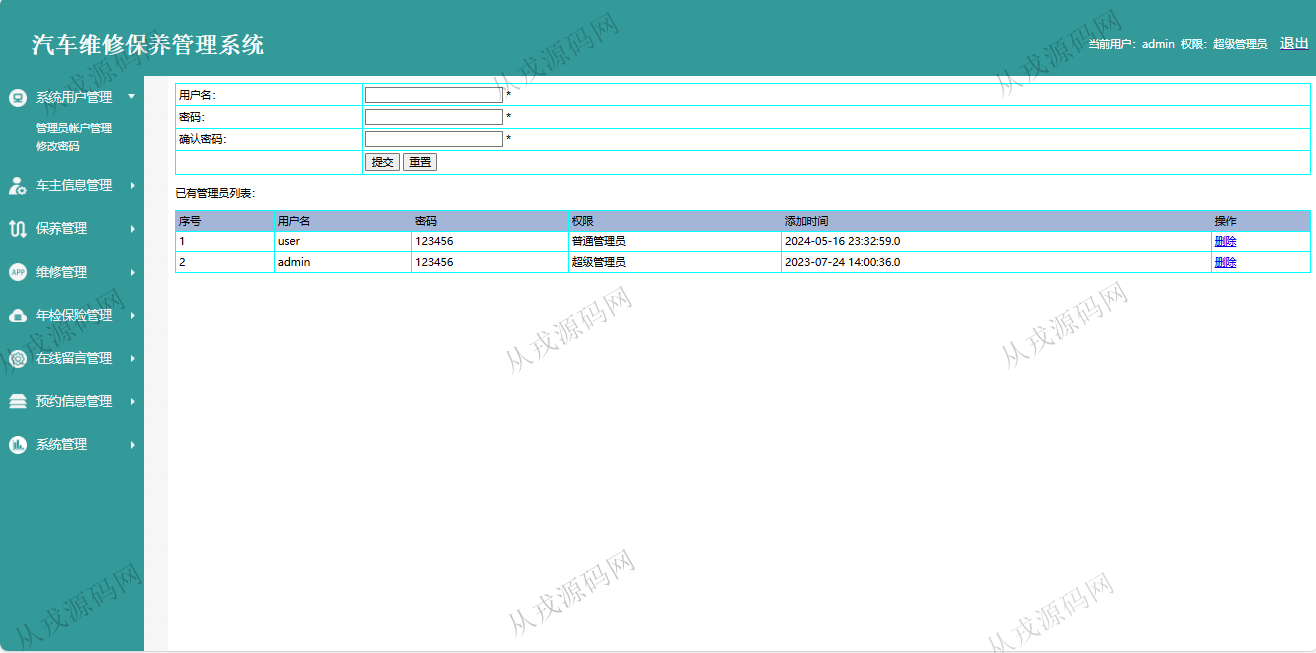 汽车维修保养管理系统
当前用户：admin 权限：超级管理员 退出
系统用户管理
管理员帐户管理
修改密码
车主信息管理
保养管理
APP 维修管理
年检保险管理
在线留言管理
预约信息管理
系统管理
用户名： *
密码： *
确认密码： *
提交 重置
已有管理员列表：
序号 用户名 密码 权限 添加时间 操作
1 user 123456 普通管理员 2024-05-16 23:32:59.0 删除
2 admin 123456 超级管理员 2023-07-24 14:00:36.0 删除
从戎源码网
从戎源码网
从戎源码网
从戎源码网
从戎源码网
从戎源码网
从戎源码网
从戎源码网
从戎源码网